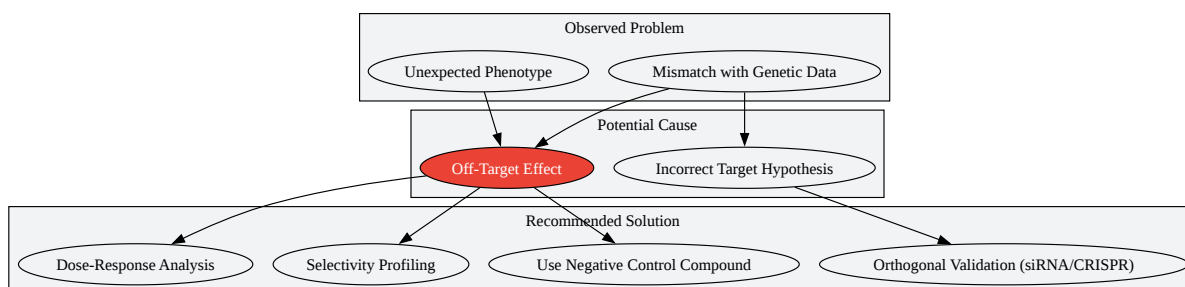 Observed Problem
Unexpected Phenotype
Mismatch with Genetic Data
Potential Cause
Off-Target Effect
Incorrect Target Hypothesis
Recommended Solution
Dose-Response Analysis
Selectivity Profiling
Use Negative Control Compound
Orthogonal Validation (siRNA/CRISPR)